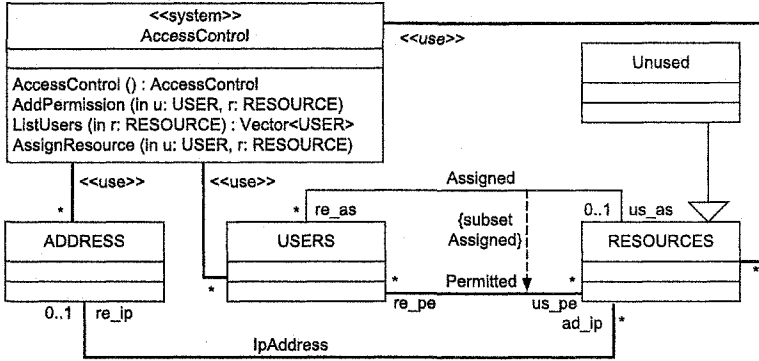 <<system>>
AccessControl
AccessControl () : AccessControl
AddPermission (in u: USER, r: RESOURCE)
ListUsers (in r: RESOURCE) : Vector<USER>
AssignResource (in u: USER, r: RESOURCE)
<<use>>
Unused
<<use>>
<<use>>
Assigned
*
*
re_as
0..1
us_as
{subset
Assigned}
ADDRESS
USERS
RESOURCES
*
*
re_pe
Permitted
*
us_pe
*
0..1
re_ip
ad_ip
*
IpAddress